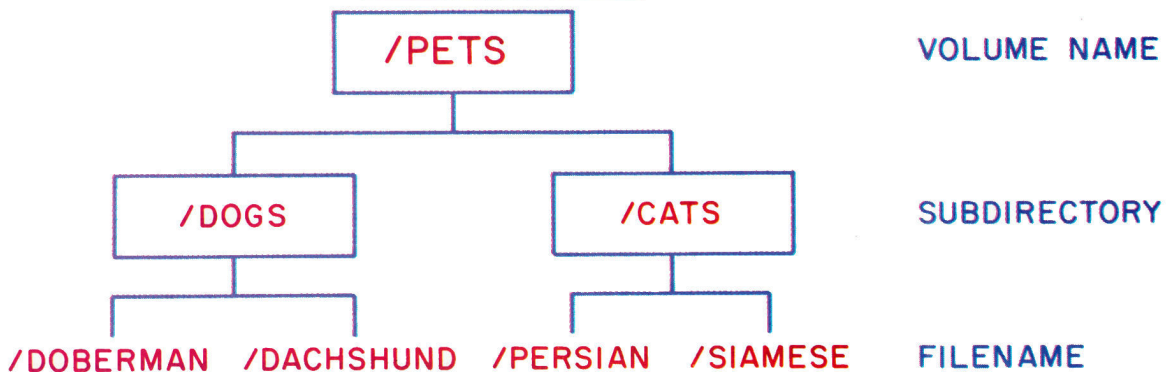 /PETS VOLUME NAME
/DOGS /CATS SUBDIRECTORY
/DOBERMAN /DACHSHUND /PERSIAN /SIAMESE FILENAME